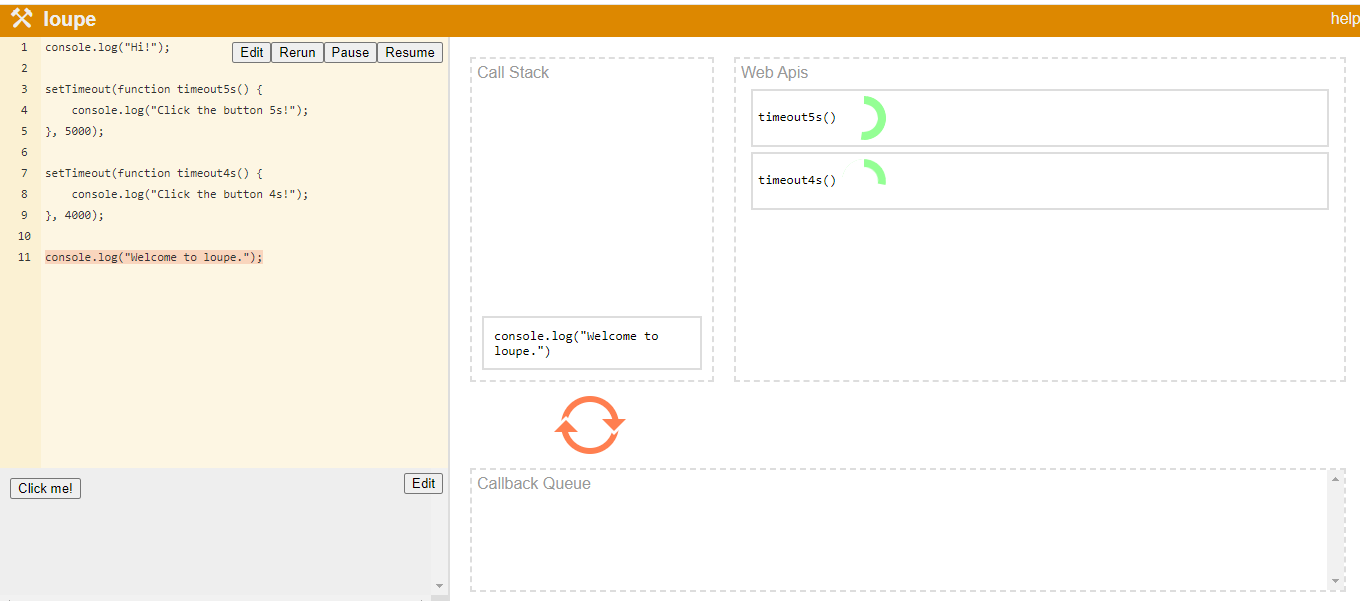 loupe
help
1 console.log("Hi!");
Edit Rerun Pause Resume
2
3 setTimeout(function timeout5s() {
4     console.log("Click the button 5s!");
5 }, 5000);
6
7 setTimeout(function timeout4s() {
8     console.log("Click the button 4s!");
9 }, 4000);
10
11 console.log("Welcome to loupe.");
Click me!
Edit
Call Stack
console.log("Welcome to
loupe.")
Web Apis
timeout5s()
timeout4s()
Callback Queue